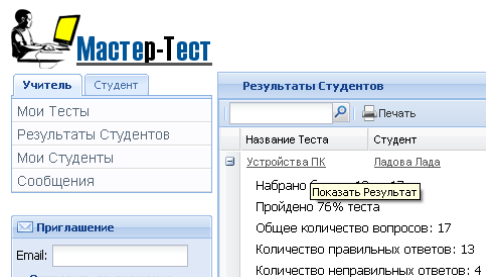 Мастер-Тест
Учитель
Студент
Мои Тесты
Результаты Студентов
Мои Студенты
Сообщения
Приглашение
Email:
Результаты Студентов
Печать
Название Теста
Студент
Устройства ПК
Ладова Лада
Набрано
Показать Результат
Пройдено 76% теста
Общее количество вопросов: 17
Количество правильных ответов: 13
Количество неправильных ответов: 4